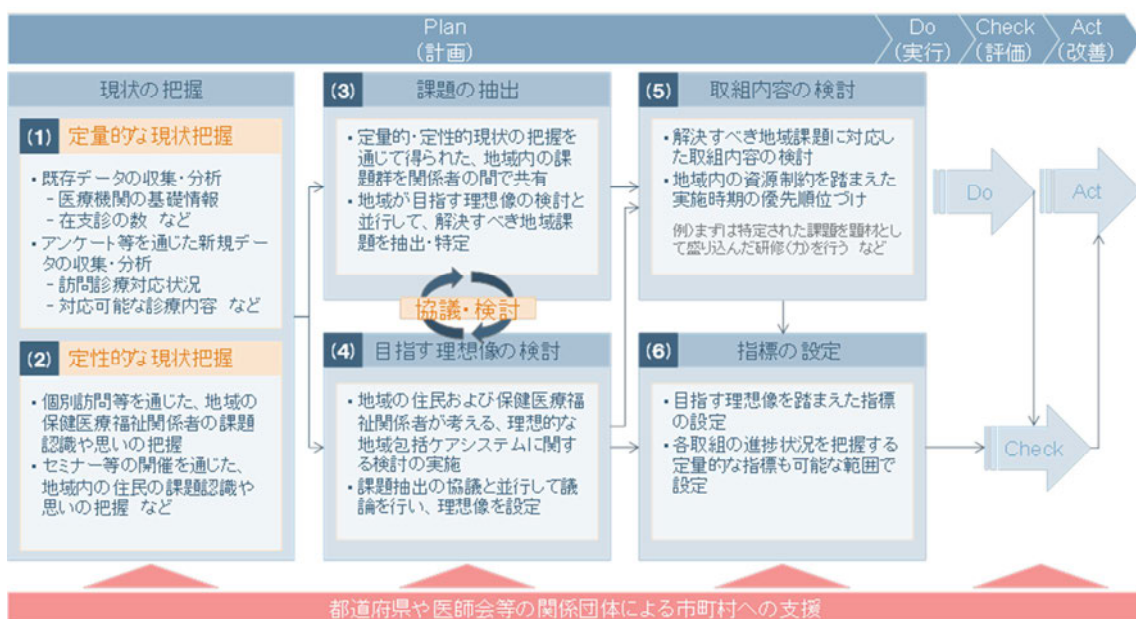 Plan
(計画)
Do
(実行)
Check
(評価)
Act
(改善)
現状の把握
(1) 定量的な現状把握
・既存データの収集・分析
- 医療機関の基礎情報
- 在支診の数 など
・アンケート等を通じた新規デー
タの収集・分析
- 訪問診療対応状況
- 対応可能な診療内容 など
(2) 定性的な現状把握
・個別訪問等を通じた、地域の
保健医療福祉関係者の課題
認識や思いの把握
・セミナー等の開催を通じた、
地域内の住民の課題認識や
思いの把握 など
(3) 課題の抽出
・定量的・定性的現状の把握を
通じて得られた、地域内の課
題群を関係者の間で共有
・地域が目指す理想像の検討と
並行して、解決すべき地域課
題を抽出・特定
協議・検討
(4) 目指す理想像の検討
・地域の住民および保健医療福
祉関係者が考える、理想的な
地域包括ケアシステムに関す
る検討の実施
・課題抽出の協議と並行して議
論を行い、理想像を設定
(5) 取組内容の検討
・解決すべき地域課題に対応し
た取組内容の検討
・地域内の資源制約を踏まえた
実施時期の優先順位づけ
例)まずは特定された課題を題材とし
て盛り込んだ研修(カ)を行う など
(6) 指標の設定
・目指す理想像を踏まえた指標
の設定
・各取組の進捗状況を把握する
定量的な指標も可能な範囲で
設定
Do
Act
Check
都道府県や医師会等の関係団体による市町村への支援